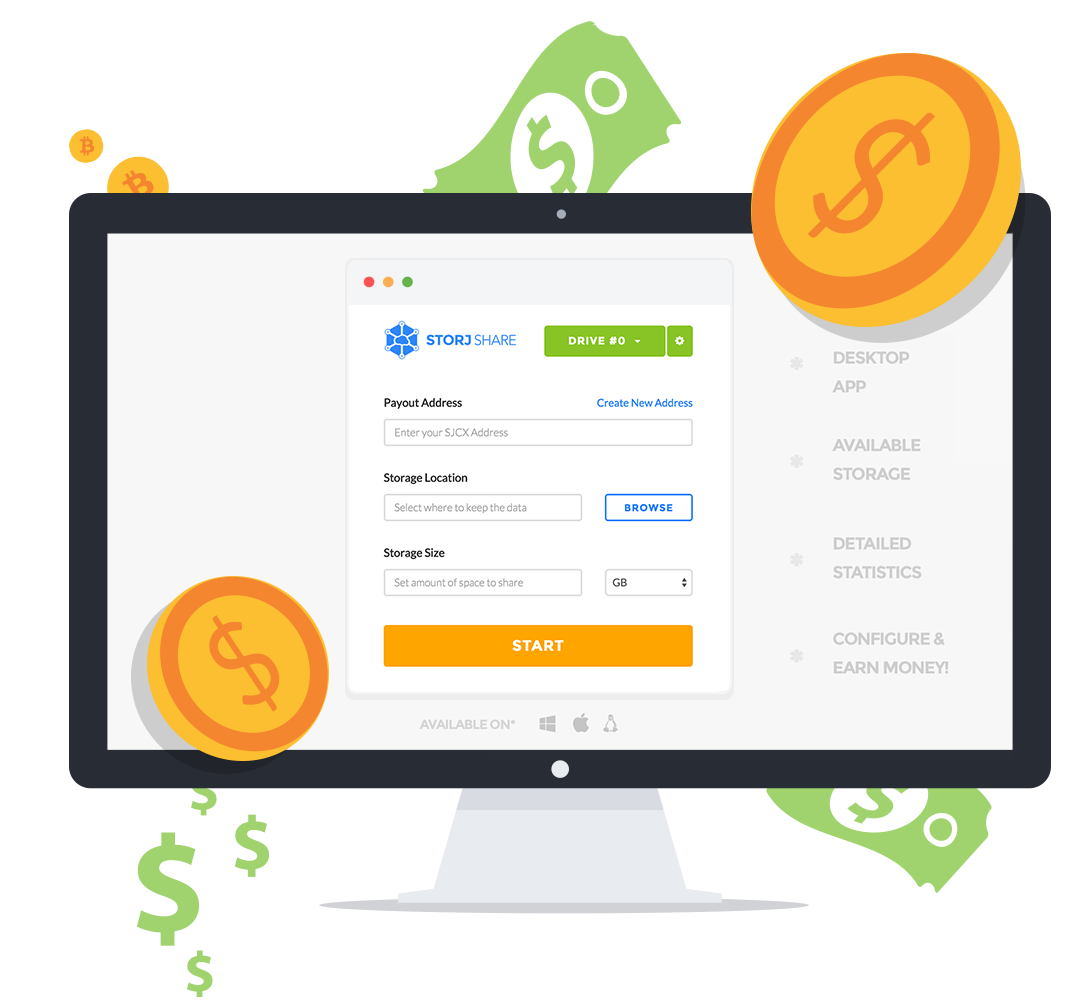 STORJ SHARE
DRIVE #0
Payout Address
Create New Address
Enter your SJCX Address
Storage Location
Select where to keep the data
BROWSE
Storage Size
Set amount of space to share
GB
START
AVAILABLE ON*
DESKTOP
APP
AVAILABLE
STORAGE
DETAILED
STATISTICS
CONFIGURE &
EARN MONEY!